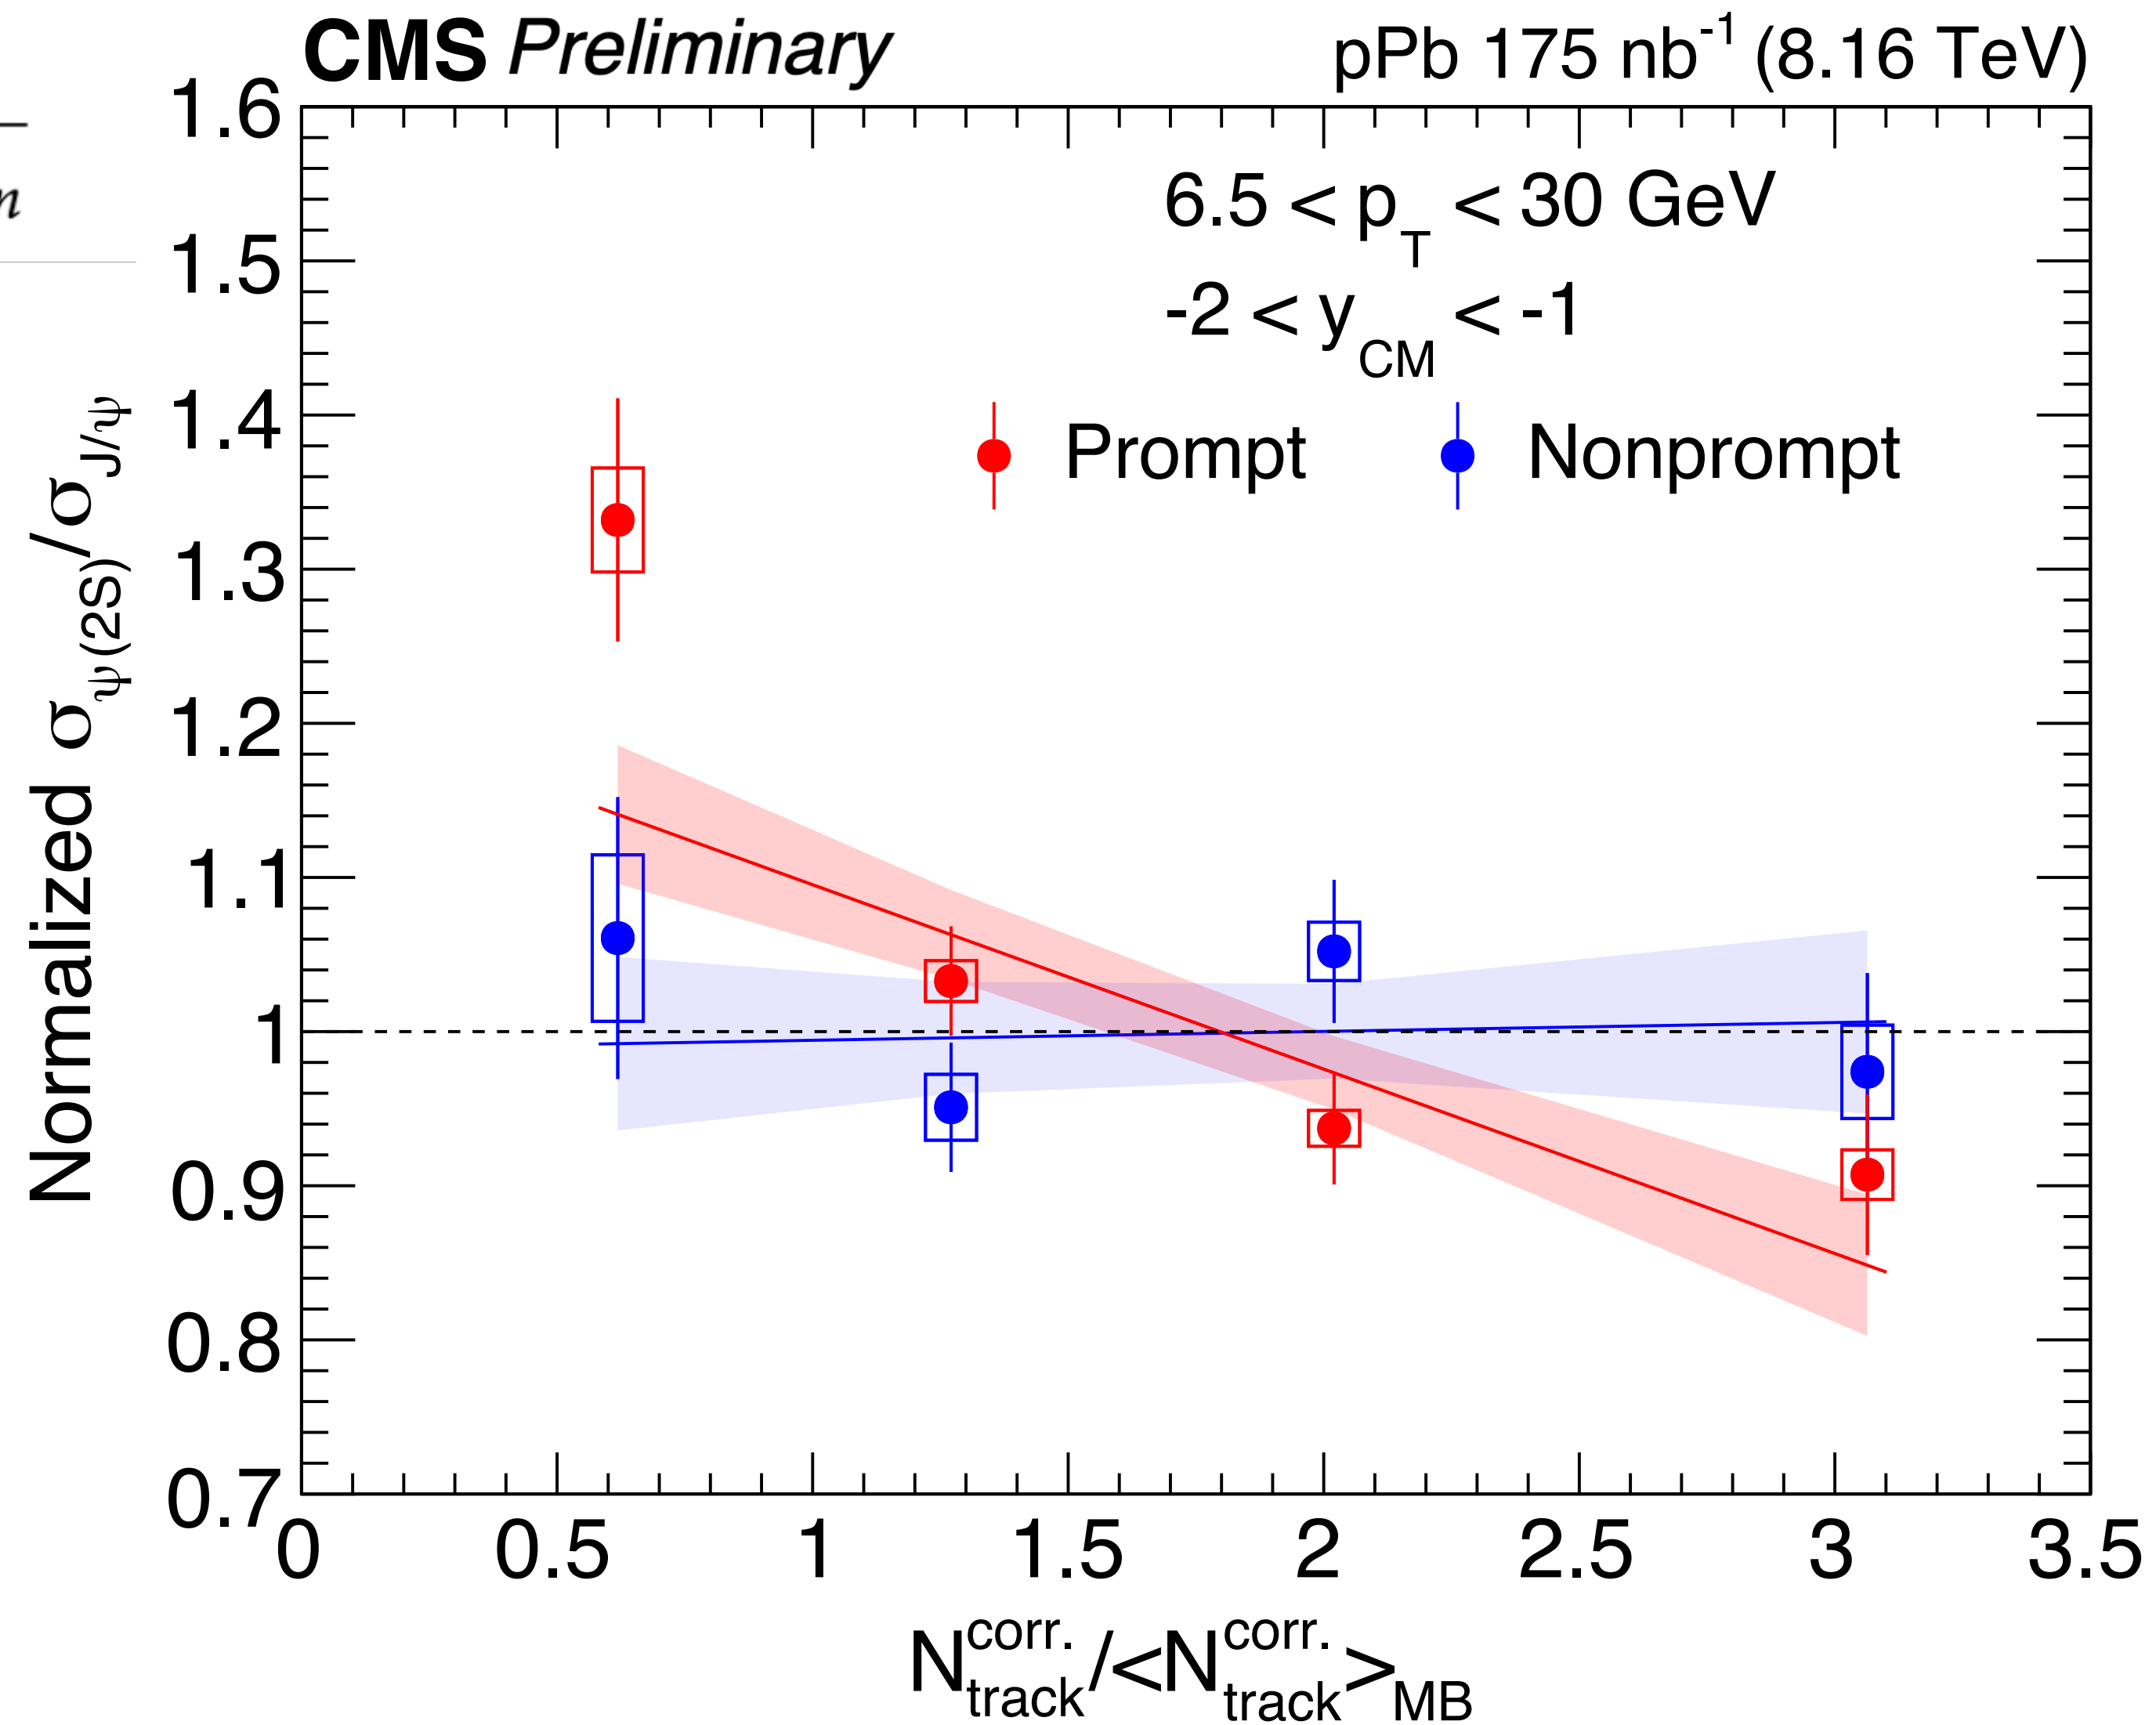 CMS Preliminary
pPb 175 nb-1 (8.16 TeV)
n
1.6
1.5
1.4
1.3
1.2
1.1
1
0.9
0.8
0.7
Normalized σψ(2S)/σJ/ψ
6.5 < pT < 30 GeV
-2 < yCM < -1
Prompt
Nonprompt
0 0.5 1 1.5 2 2.5 3 3.5
Ncorr.track/<Ncorr.track>MB